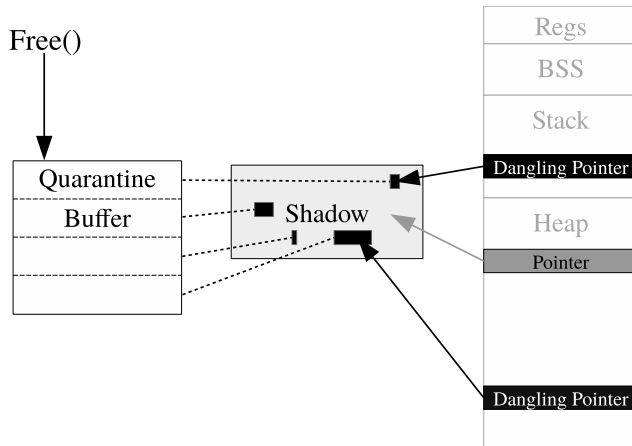 Free()
Quarantine
Buffer
Shadow
Regs
BSS
Stack
Dangling Pointer
Heap
Pointer
Dangling Pointer